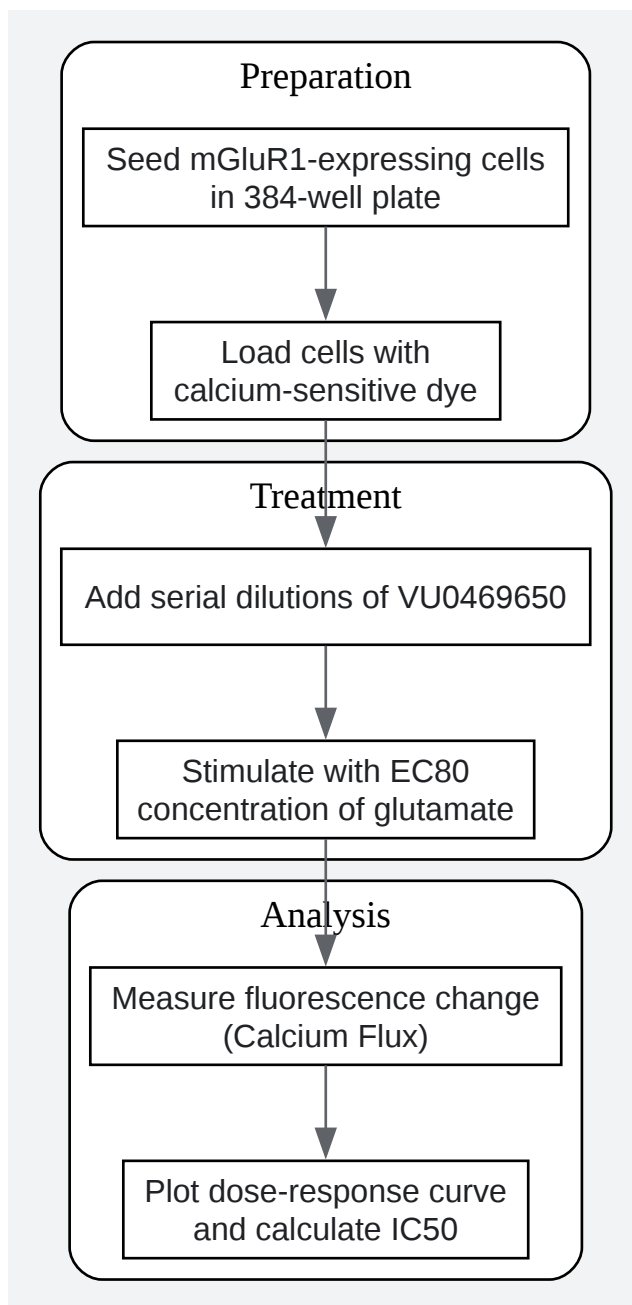 Preparation
Seed mGluR1-expressing cells
in 384-well plate
Load cells with
calcium-sensitive dye
Treatment
Add serial dilutions of VU0469650
Stimulate with EC80
concentration of glutamate
Analysis
Measure fluorescence change
(Calcium Flux)
Plot dose-response curve
and calculate IC50